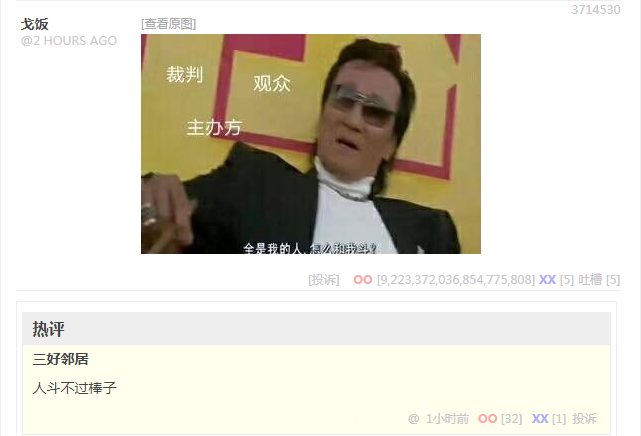 3714530
戈饭
[查看原图]
@2 HOURS AGO
裁判
观众
主办方
全是我的人,怎么和我斗?
[投诉] OO [9,223,372,036,854,775,808] XX [5] 吐槽 [5]
热评
三好邻居
人斗不过棒子
@ 1小时前 OO [32] XX [1] 投诉